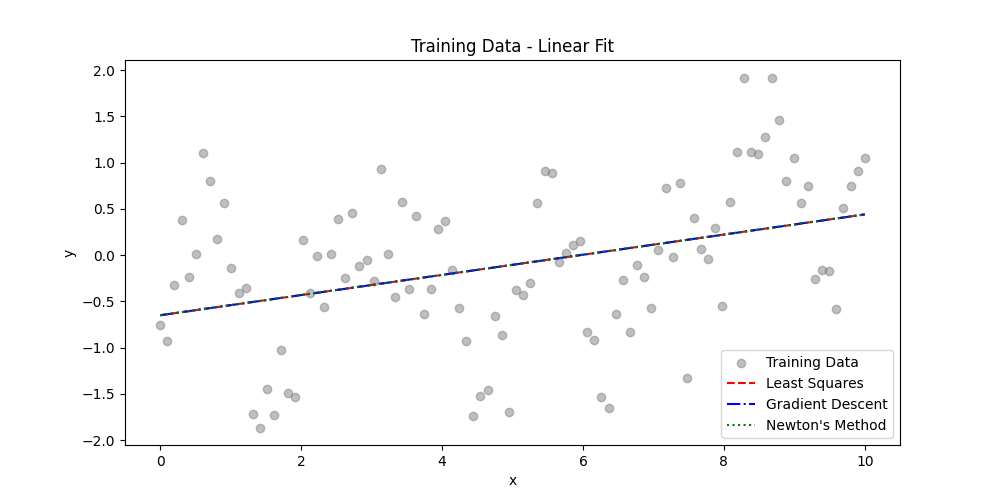 Training Data - Linear Fit
2.0
1.5
1.0
0.5
0.0
−0.5
−1.0
−1.5
−2.0
y
0 2 4 6 8 10
x
Training Data
Least Squares
Gradient Descent
Newton's Method